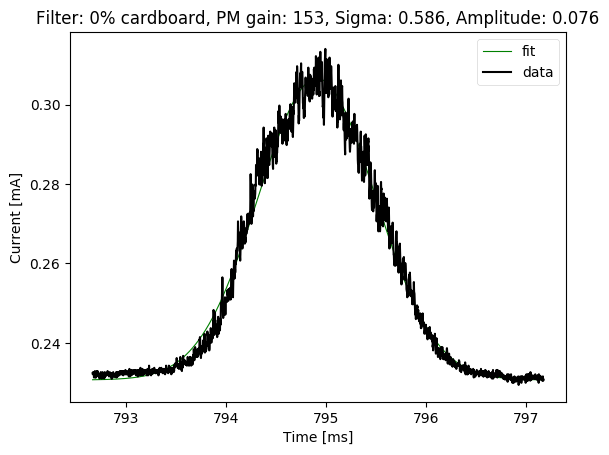 Filter: 0% cardboard, PM gain: 153, Sigma: 0.586, Amplitude: 0.076
fit
data
0.30
0.28
0.26
0.24
Current [mA]
793
794
795
796
797
Time [ms]